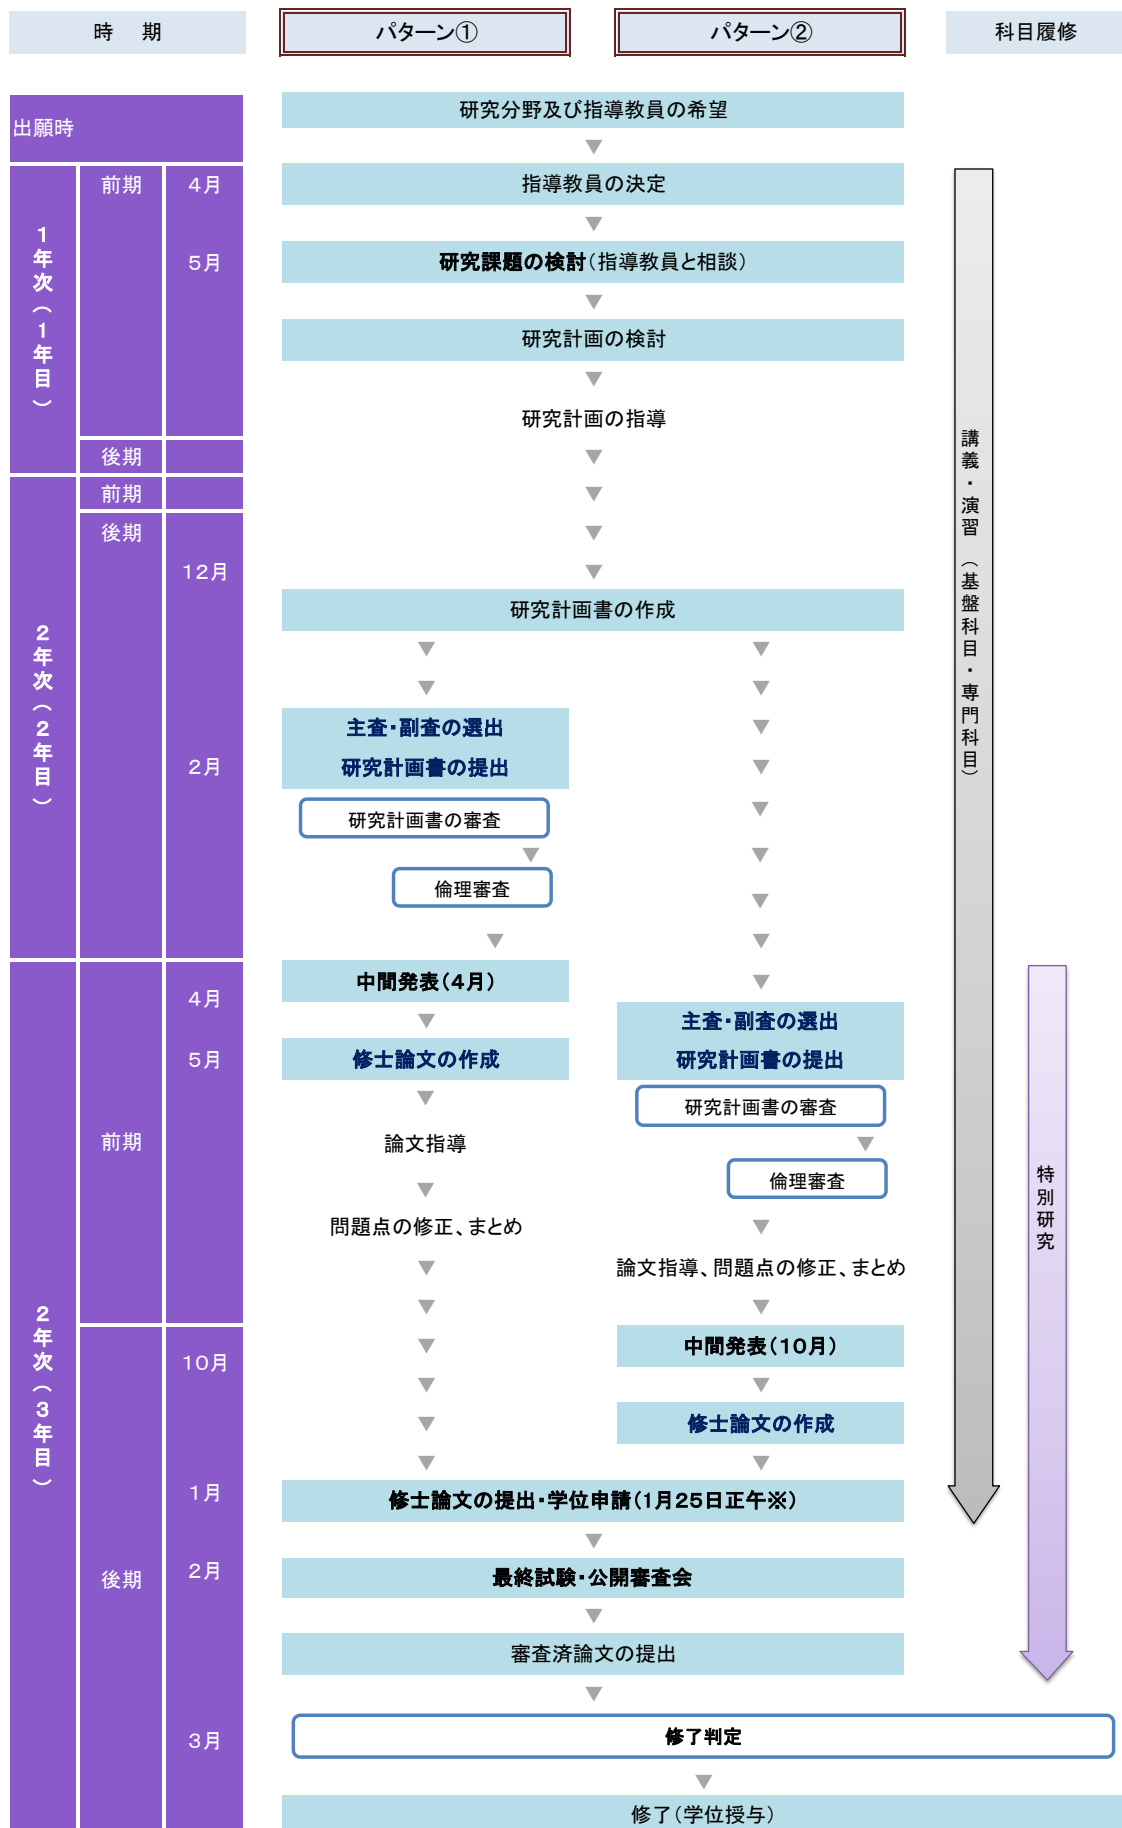 時　期
パターン①
パターン②
科目履修
出願時
研究分野及び指導教員の希望
1年次（1年目）
前期
4月
指導教員の決定
5月
研究課題の検討（指導教員と相談）
研究計画の検討
研究計画の指導
後期
2年次（2年目）
前期
後期
12月
研究計画書の作成
主査・副査の選出
2月
研究計画書の提出
研究計画書の審査
倫理審査
2年次（3年目）
前期
4月
中間発表（4月）
主査・副査の選出
5月
修士論文の作成
研究計画書の提出
研究計画書の審査
論文指導
倫理審査
問題点の修正、まとめ
論文指導、問題点の修正、まとめ
後期
10月
中間発表（10月）
修士論文の作成
1月
修士論文の提出・学位申請（1月25日正午※）
2月
最終試験・公開審査会
審査済論文の提出
3月
修了判定
修了（学位授与）
講義・演習（基盤科目・専門科目）
特別研究